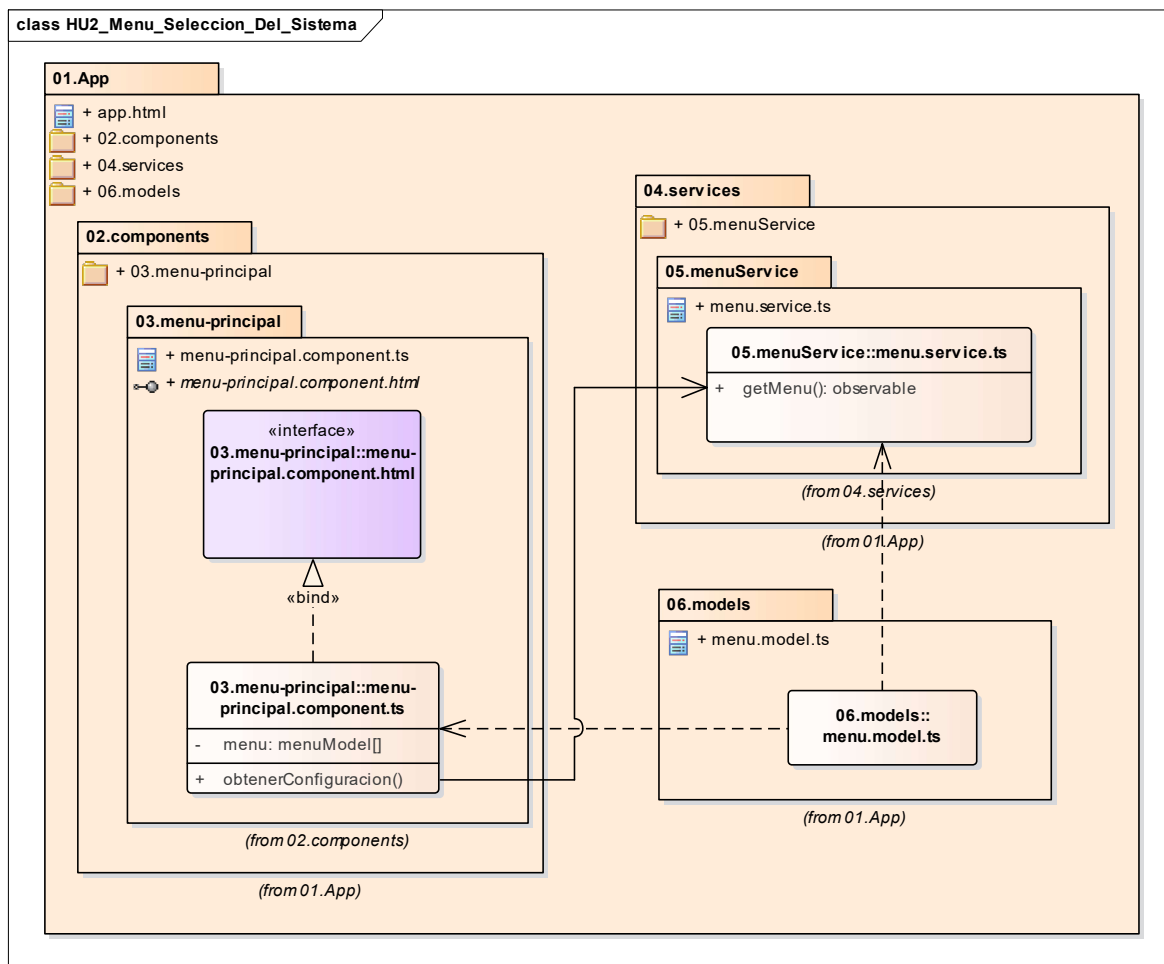 class HU2_Menu_Seleccion_Del_Sistema
01.App
+ app.html
+ 02.components
+ 04.services
+ 06.models
02.components
+ 03.menu-principal
03.menu-principal
+ menu-principal.component.ts
+ menu-principal.component.html
«interface»
03.menu-principal::menu-
principal.component.html
«bind»
03.menu-principal::menu-
principal.component.ts
- menu: menuModel[]
+ obtenerConfiguracion()
(from 02.components)
(from 01.App)
04.services
+ 05.menuService
05.menuService
+ menu.service.ts
05.menuService::menu.service.ts
+ getMenu(): observable
(from 04.services)
(from 01.App)
06.models
+ menu.model.ts
06.models::
menu.model.ts
(from 01.App)